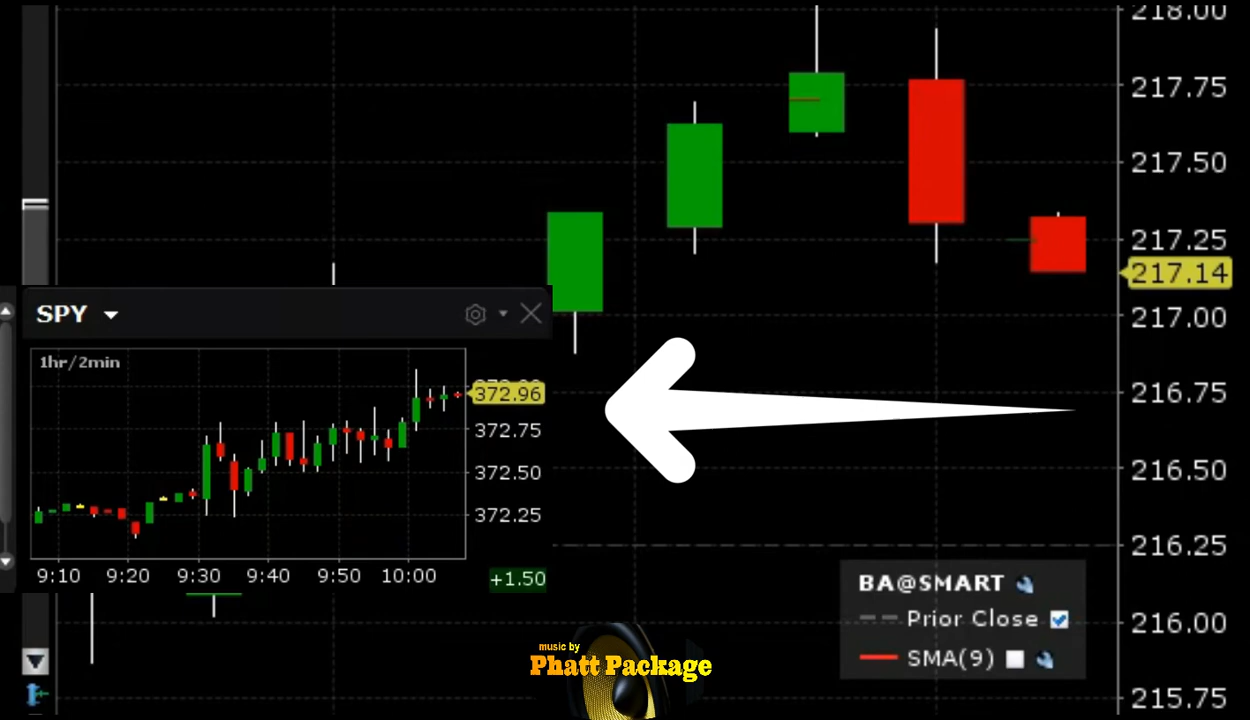 218.00
217.75
217.50
217.25
217.14
217.00
216.75
216.50
216.25
216.00
215.75
SPY
1hr/2min
372.96
372.75
372.50
372.25
9:10 9:20 9:30 9:40 9:50 10:00
+1.50
BA@SMART
Prior Close
SMA(9)
music by
Phatt Package